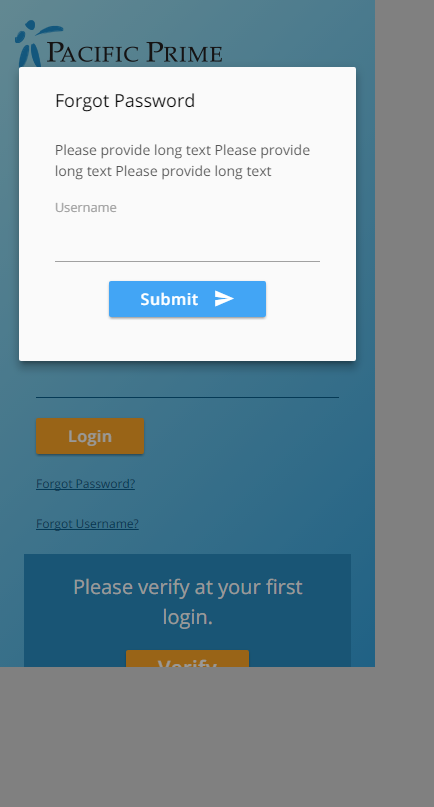 PACIFIC PRIME
Forgot Password
Please provide long text Please provide
long text Please provide long text
Username
Submit
Login
Forgot Password?
Forgot Username?
Please verify at your first
login.
Verify